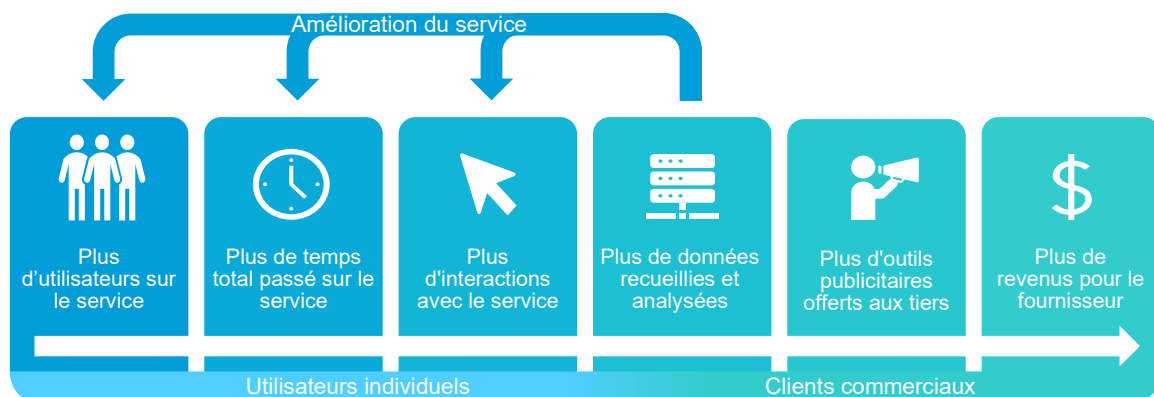 Amélioration du service
Plus
d’utilisateurs sur
le service
Plus de temps
total passé sur le
service
Plus
d'interactions
avec le service
Plus de données
recueillies et
analysées
Plus d'outils
publicitaires
offerts aux tiers
Plus de
revenus pour le
fournisseur
Utilisateurs individuels
Clients commerciaux